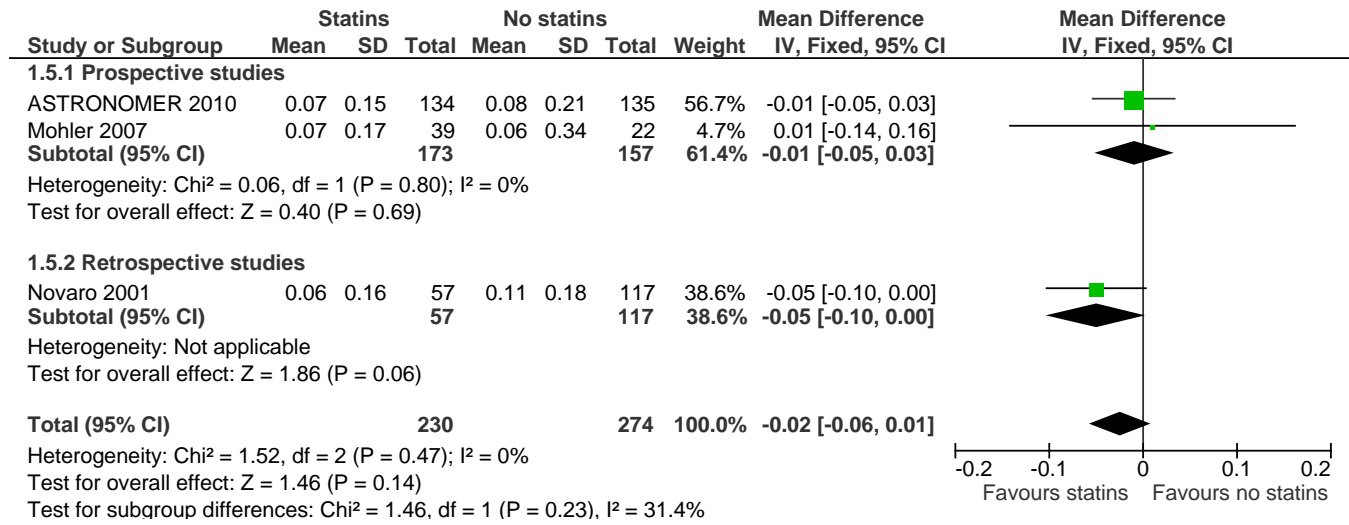 Statins No statins Mean Difference Mean Difference
Study or Subgroup Mean SD Total Mean SD Total Weight IV, Fixed, 95% CI IV, Fixed, 95% CI
1.5.1 Prospective studies
ASTRONOMER 2010 0.07 0.15 134 0.08 0.21 135 56.7% -0.01 [-0.05, 0.03]
Mohler 2007 0.07 0.17 39 0.06 0.34 22 4.7% 0.01 [-0.14, 0.16]
Subtotal (95% CI) 173 157 61.4% -0.01 [-0.05, 0.03]
Heterogeneity: Chi² = 0.06, df = 1 (P = 0.80); I² = 0%
Test for overall effect: Z = 0.40 (P = 0.69)
1.5.2 Retrospective studies
Novaro 2001 0.06 0.16 57 0.11 0.18 117 38.6% -0.05 [-0.10, 0.00]
Subtotal (95% CI) 57 117 38.6% -0.05 [-0.10, 0.00]
Heterogeneity: Not applicable
Test for overall effect: Z = 1.86 (P = 0.06)
Total (95% CI) 230 274 100.0% -0.02 [-0.06, 0.01]
Heterogeneity: Chi² = 1.52, df = 2 (P = 0.47); I² = 0%
Test for overall effect: Z = 1.46 (P = 0.14)
Test for subgroup differences: Chi² = 1.46, df = 1 (P = 0.23), I² = 31.4%
-0.2 -0.1 0 0.1 0.2
Favours statins Favours no statins